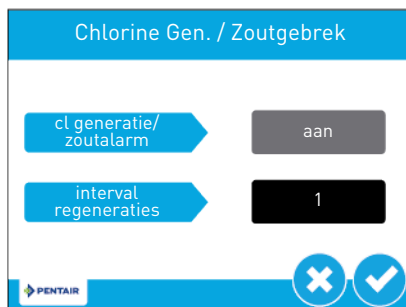 Chlorine Gen. / Zoutgebrek
cl generatie/
zoutalarm
aan
interval
regeneraties
1
PENTAIR